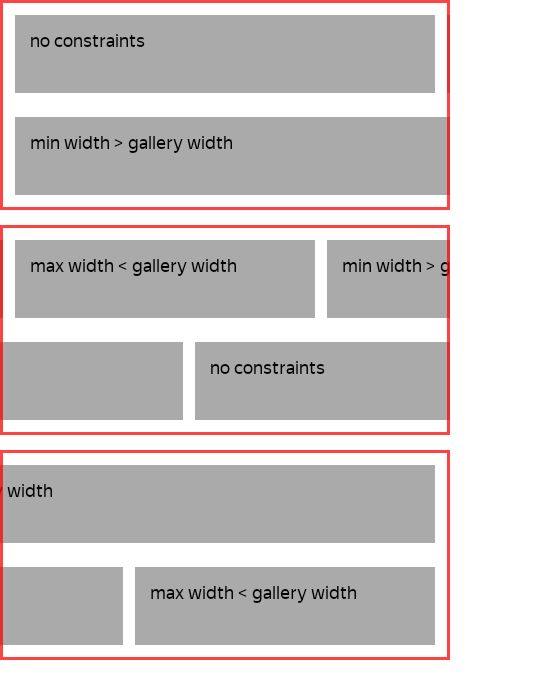 no constraints
min width > gallery width
max width < gallery width
min width > g
no constraints
width
max width < gallery width